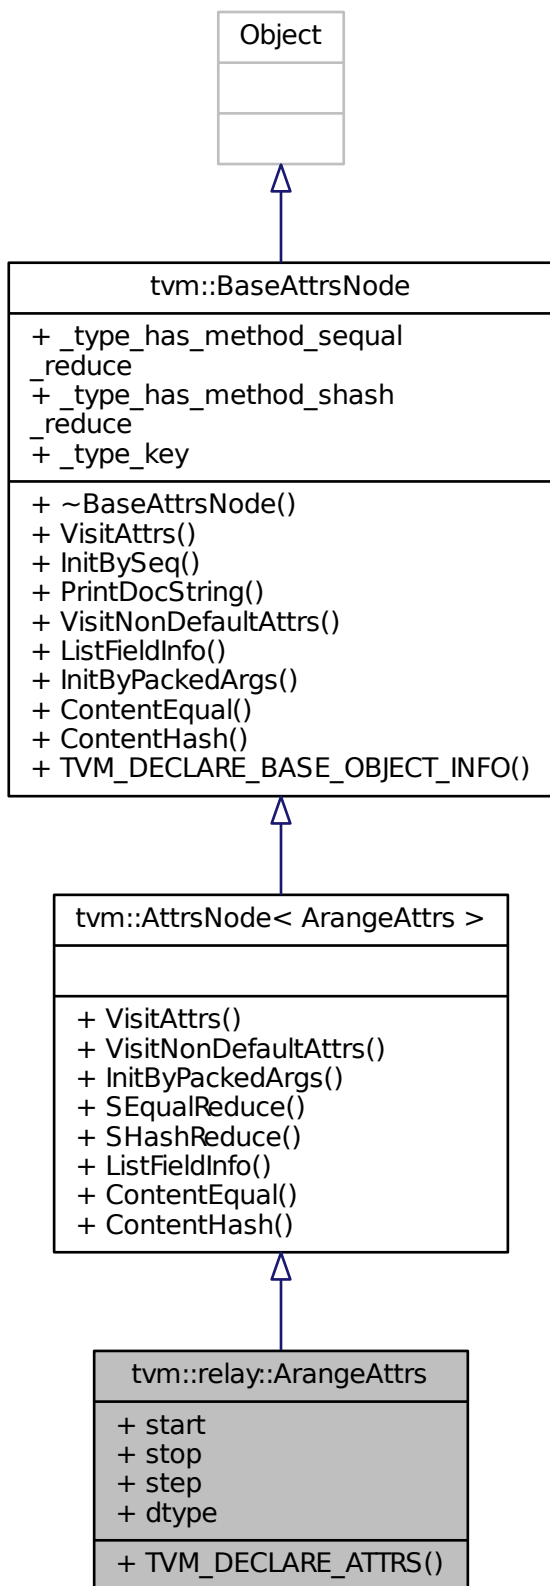 Object
tvm::BaseAttrsNode
+ _type_has_method_sequal
_reduce
+ _type_has_method_shash
_reduce
+ _type_key
+ ~BaseAttrsNode()
+ VisitAttrs()
+ InitBySeq()
+ PrintDocString()
+ VisitNonDefaultAttrs()
+ ListFieldInfo()
+ InitByPackedArgs()
+ ContentEqual()
+ ContentHash()
+ TVM_DECLARE_BASE_OBJECT_INFO()
tvm::AttrsNode< ArangeAttrs >
+ VisitAttrs()
+ VisitNonDefaultAttrs()
+ InitByPackedArgs()
+ SEqualReduce()
+ SHashReduce()
+ ListFieldInfo()
+ ContentEqual()
+ ContentHash()
tvm::relay::ArangeAttrs
+ start
+ stop
+ step
+ dtype
+ TVM_DECLARE_ATTRS()